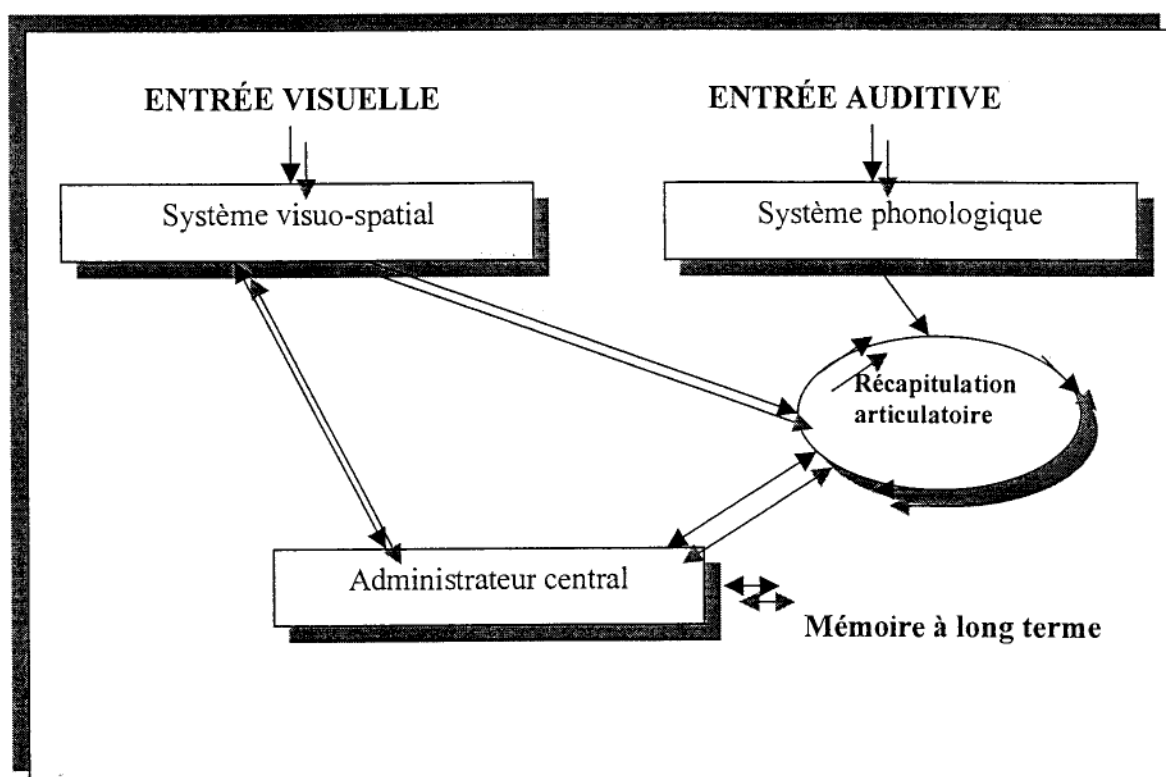 ENTRÉE VISUELLE
ENTRÉE AUDITIVE
Système visuo-spatial
Système phonologique
Récapitulation
articulatoire
Administrateur central
Mémoire à long terme